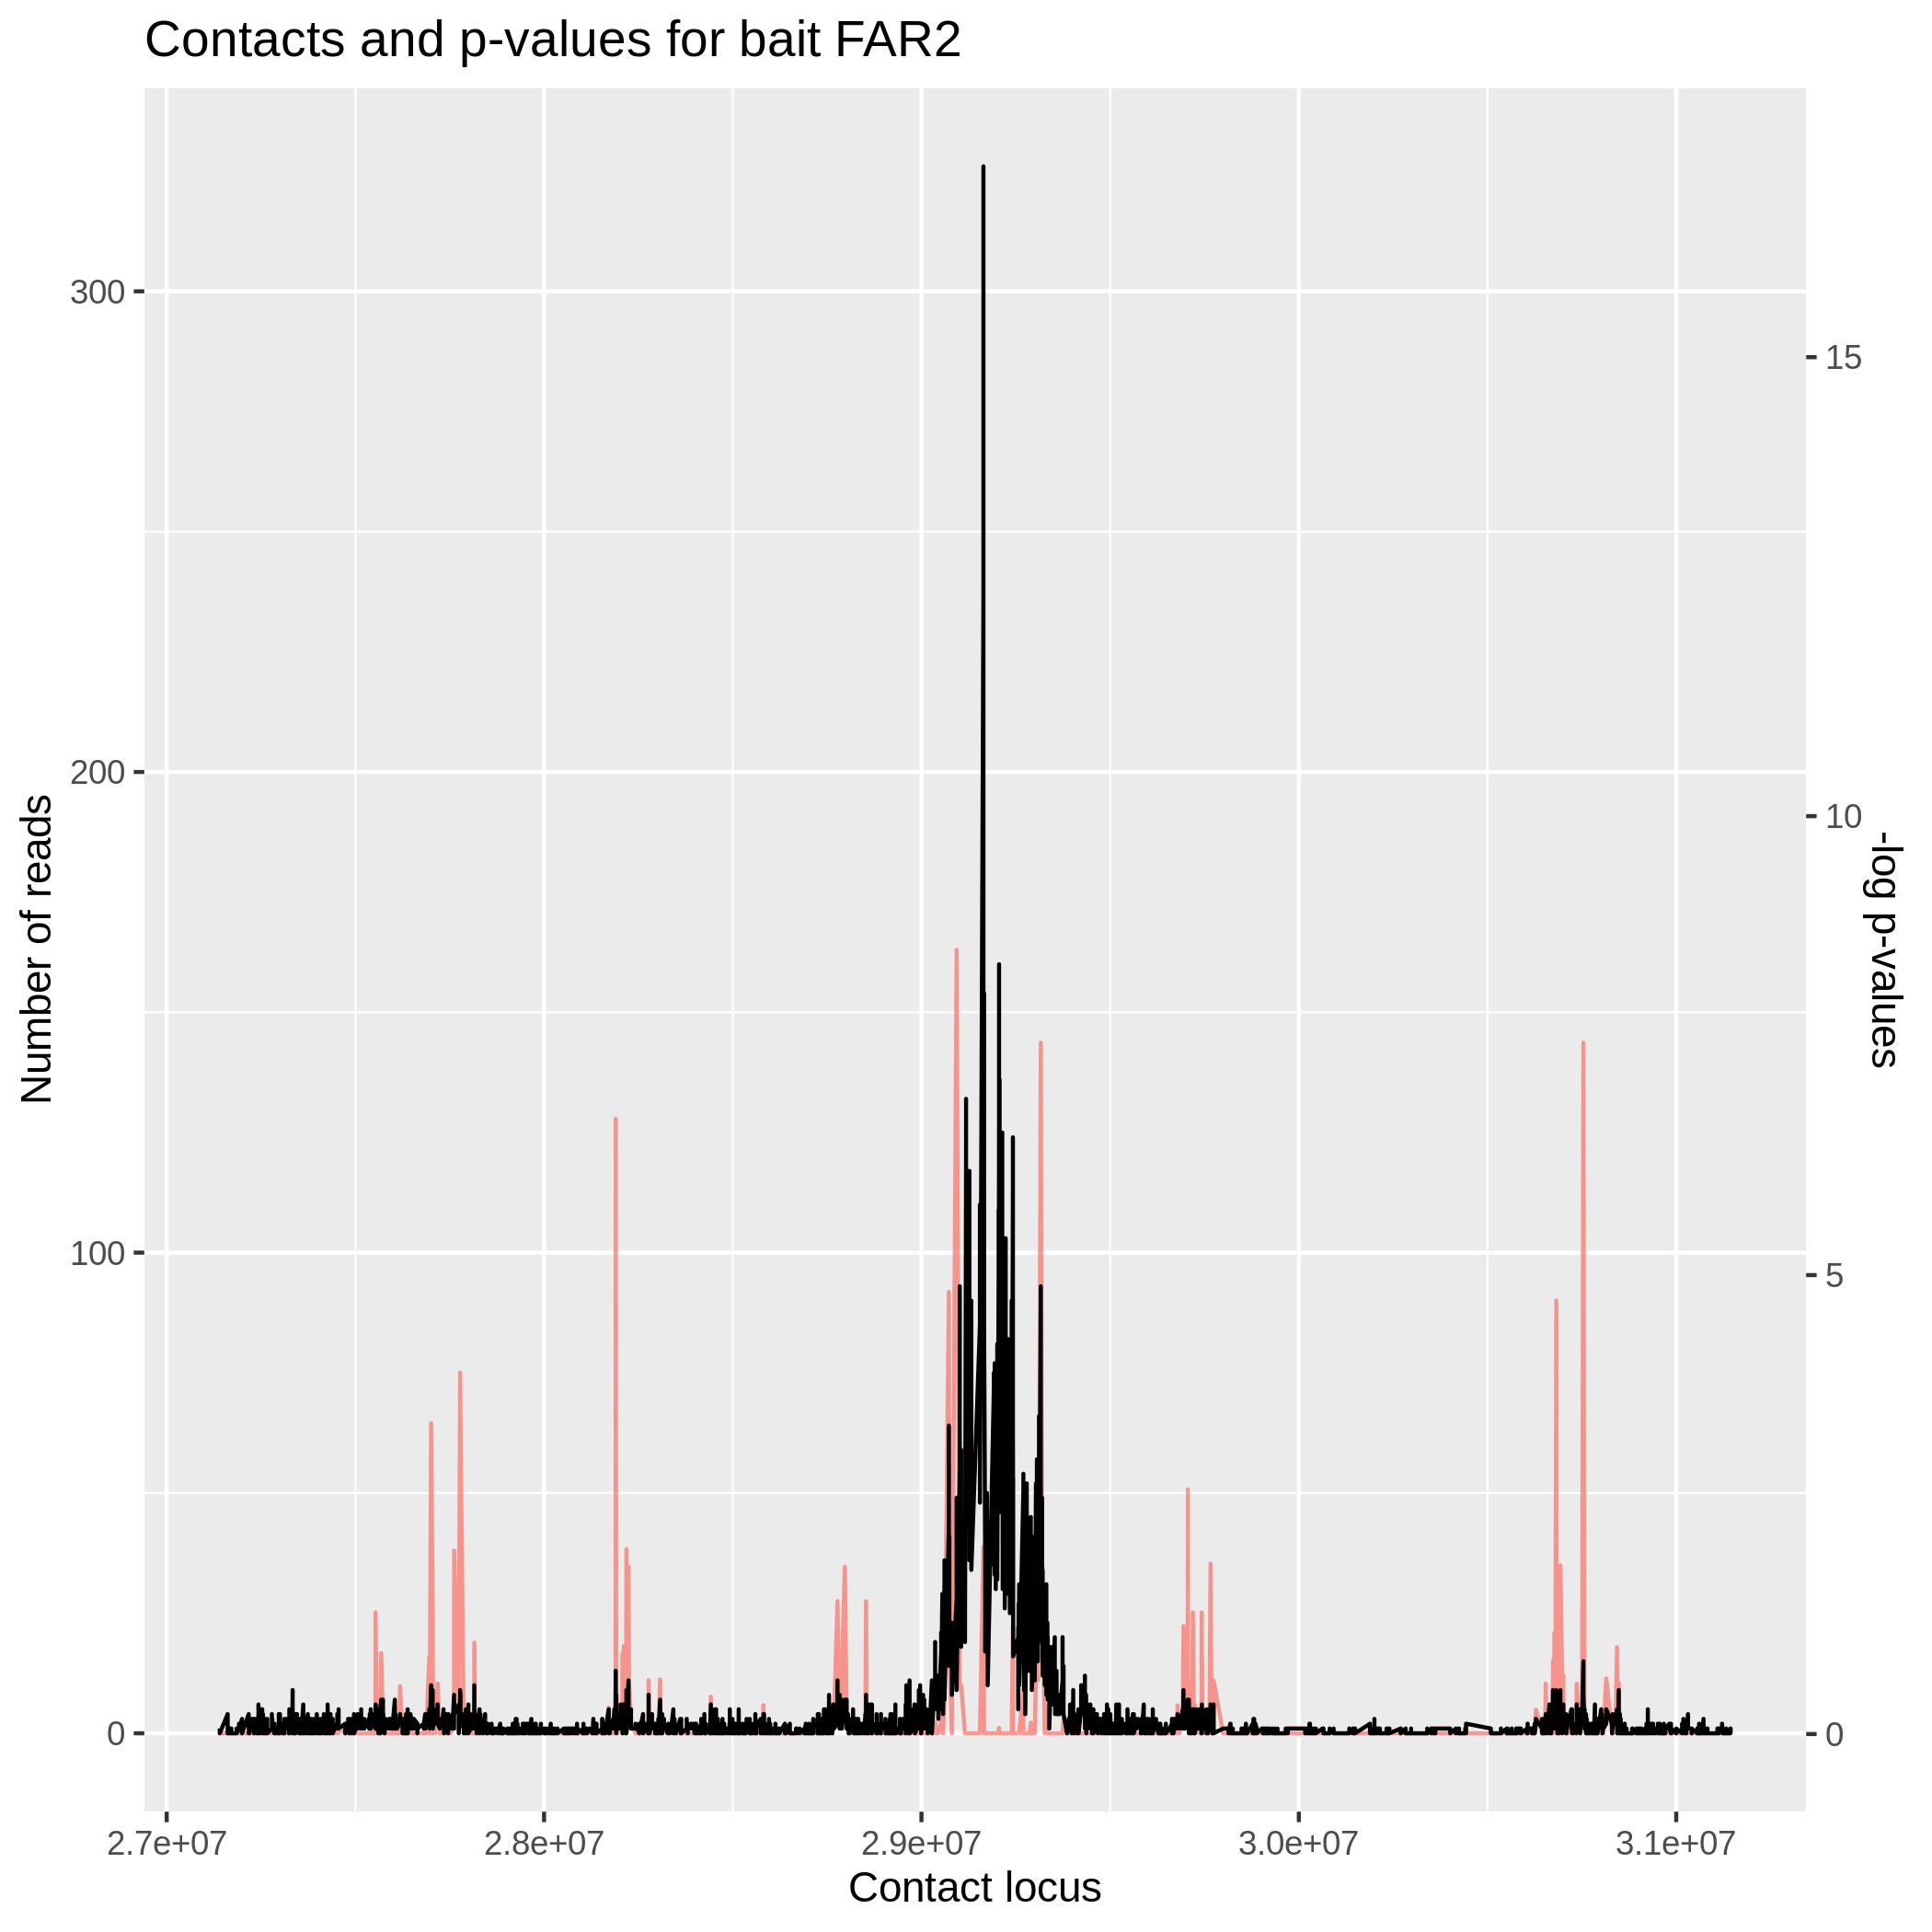 Contacts and p-values for bait FAR2
300
200
100
0
Number of reads
15
10
5
0
-log p-values
2.7e+07
2.8e+07
2.9e+07
3.0e+07
3.1e+07
Contact locus